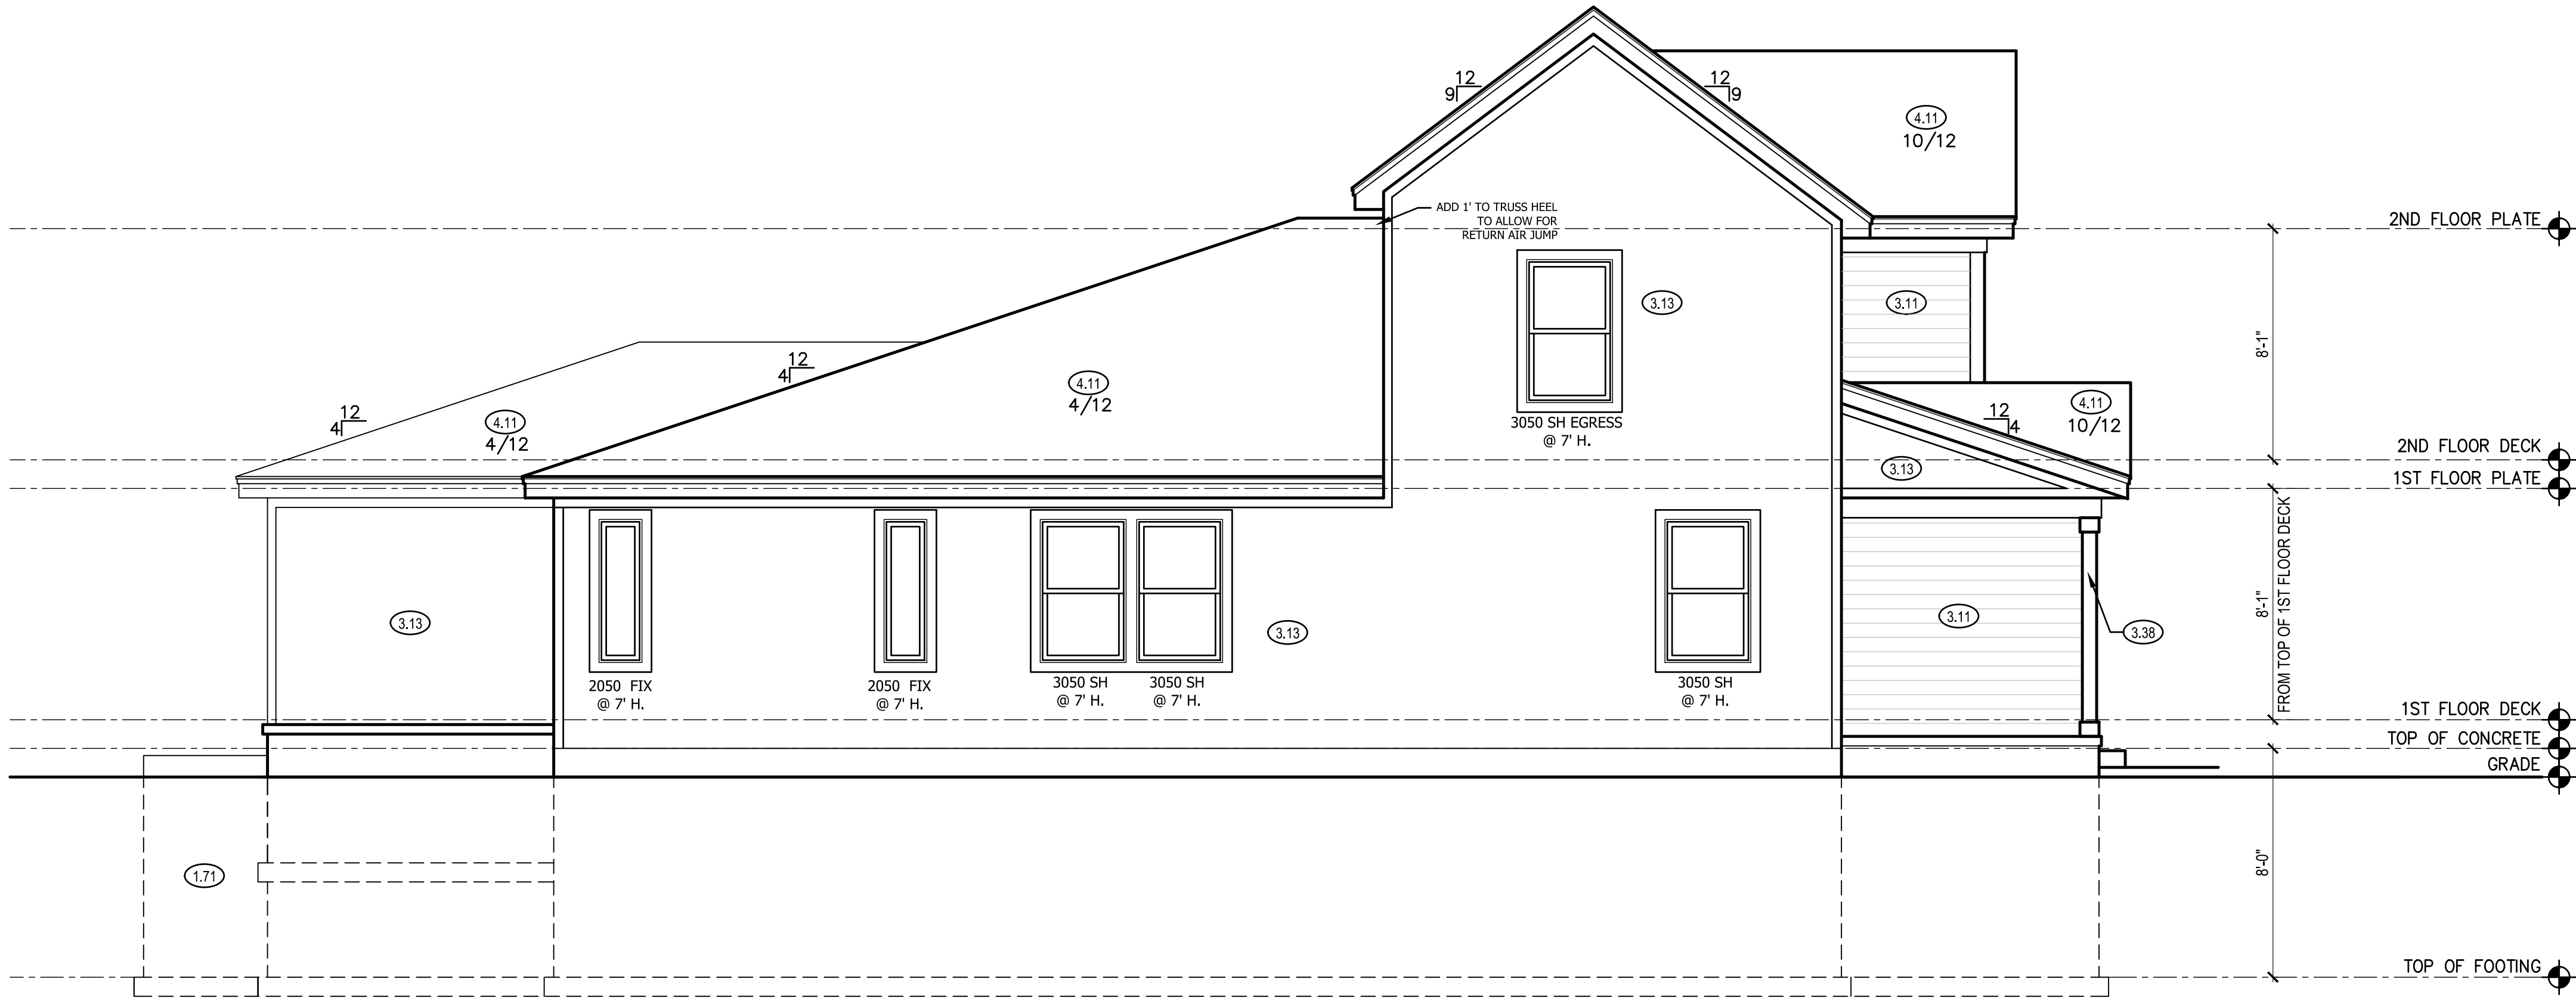 12
9
12
9
4.11
10/12
ADD 1' TO TRUSS HEEL
TO ALLOW FOR
RETURN AIR JUMP
2ND FLOOR PLATE
3.13
3.11
8'-1"
12
4
4.11
4/12
12
4
4.11
4/12
3050 SH EGRESS
@ 7' H.
12
4
4.11
10/12
2ND FLOOR DECK
3.13
1ST FLOOR PLATE
3.13
3.13
3.11
3.38
8'-1"
FROM TOP OF 1ST FLOOR DECK
2050 FIX
@ 7' H.
2050 FIX
@ 7' H.
3050 SH
@ 7' H.
3050 SH
@ 7' H.
3050 SH
@ 7' H.
1ST FLOOR DECK
TOP OF CONCRETE
GRADE
1.71
8'-0"
TOP OF FOOTING